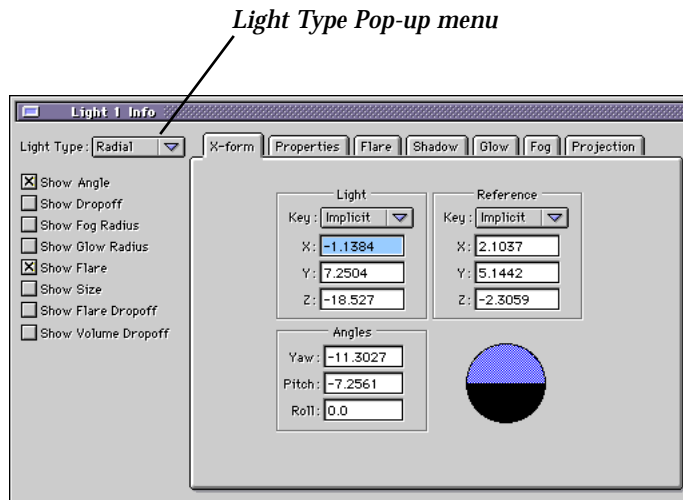 Light Type Pop-up menu
Light 1 Info
Light Type: Radial
X-form Properties Flare Shadow Glow Fog Projection
Show Angle
Show Dropoff
Show Fog Radius
Show Glow Radius
Show Flare
Show Size
Show Flare Dropoff
Show Volume Dropoff
Light
Key: Implicit
X: -1.1384
Y: 7.2504
Z: -18.527
Reference
Key: Implicit
X: 2.1037
Y: 5.1442
Z: -2.3059
Angles
Yaw: -11.3027
Pitch: -7.2561
Roll: 0.0